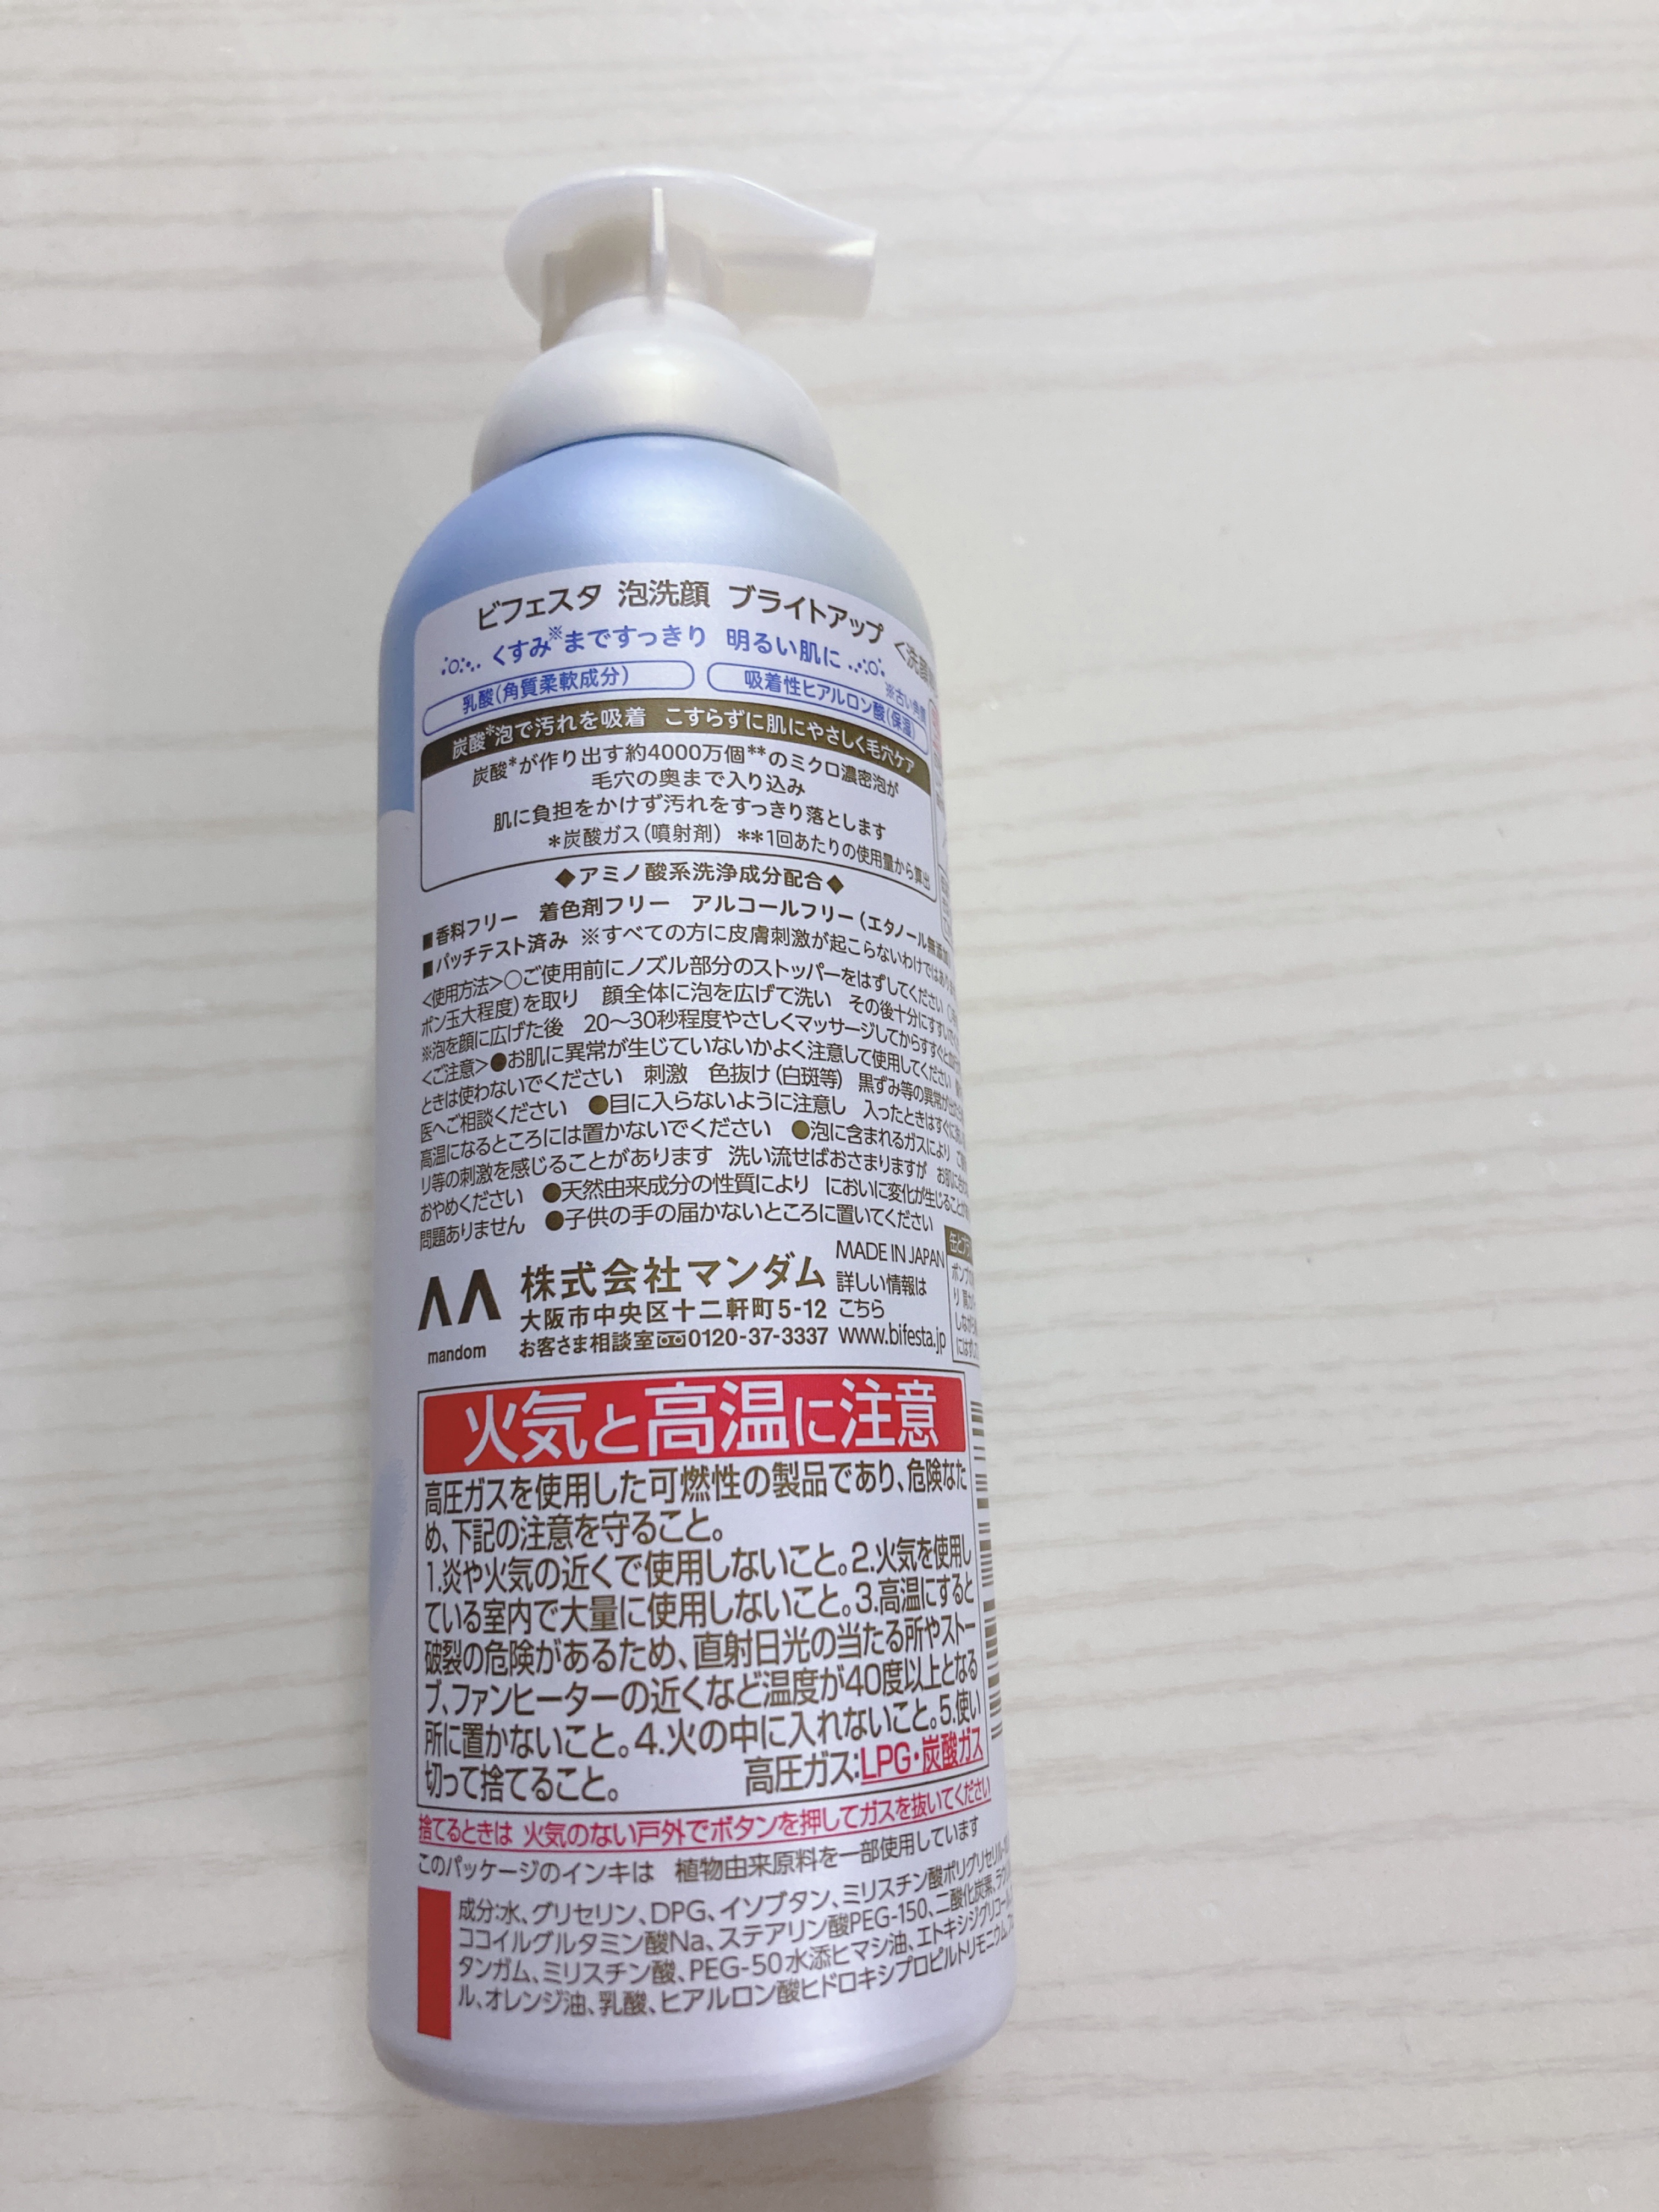 ビフェスタ 泡洗顔 ブライトアップ <洗顔
くすみ※まですっきり 明るい肌に
※古い角質
乳酸(角質柔軟成分)
吸着性ヒアルロン酸(保湿)
炭酸*泡で汚れを吸着 こすらずに肌にやさしく毛穴ケア
炭酸*が作り出す約4000万個**のミクロ濃密泡が
毛穴の奥まで入り込み
肌に負担をかけず汚れをすっきり落とします
*炭酸ガス(噴射剤) **1回あたりの使用量から算出
◆アミノ酸系洗浄成分配合◆
■香料フリー 着色剤フリー アルコールフリー(エタノール無添加)
■パッチテスト済み ※すべての方に皮膚刺激が起こらないわけではあ
<使用方法>○ご使用前にノズル部分のストッパーをはずしてください
ポン玉大程度)を取り 顔全体に泡を広げて洗い その後十分にすすい
※泡を顔に広げた後 20〜30秒程度やさしくマッサージしてからすすぐと
<ご注意>●お肌に異常が生じていないかよく注意して使用してください
ときは使わないでください 刺激 色抜け(白斑等) 黒ずみ等の異常が
医へご相談ください ●目に入らないように注意し 入ったときはすぐに
高温になるところには置かないでください ●泡に含まれるガスにより
リ等の刺激を感じることがあります 洗い流せばおさまりますが お肌に
おやめください ●天然由来成分の性質により においに変化が生じること
問題ありません ●子供の手の届かないところに置いてください
mandom
株式会社マンダム
大阪市中央区十二軒町5-12
お客さま相談室0120-37-3337
MADE IN JAPAN
詳しい情報は
こちら
www.bifesta.jp
火気と高温に注意
高圧ガスを使用した可燃性の製品であり、危険なた
め、下記の注意を守ること。
1.炎や火気の近くで使用しないこと。2.火気を使用し
ている室内で大量に使用しないこと。3.高温にすると
破裂の危険があるため、直射日光の当たる所やストー
ブ、ファンヒーターの近くなど温度が40度以上となる
所に置かないこと。4.火の中に入れないこと。5.使い
切って捨てること。 高圧ガス:LPG・炭酸ガス
捨てるときは 火気のない戸外でボタンを押してガスを抜いてください
このパッケージのインキは 植物由来原料を一部使用しています
成分:水、グリセリン、DPG、イソブタン、ミリスチン酸ポリグリセリル-
ココイルグルタミン酸Na、ステアリン酸PEG-150、二酸化炭素、ラウ
タンガム、ミリスチン酸、PEG-50水添ヒマシ油、エトキシジグリコー
ル、オレンジ油、乳酸、ヒアルロン酸ヒドロキシプロピルトリモニウム、